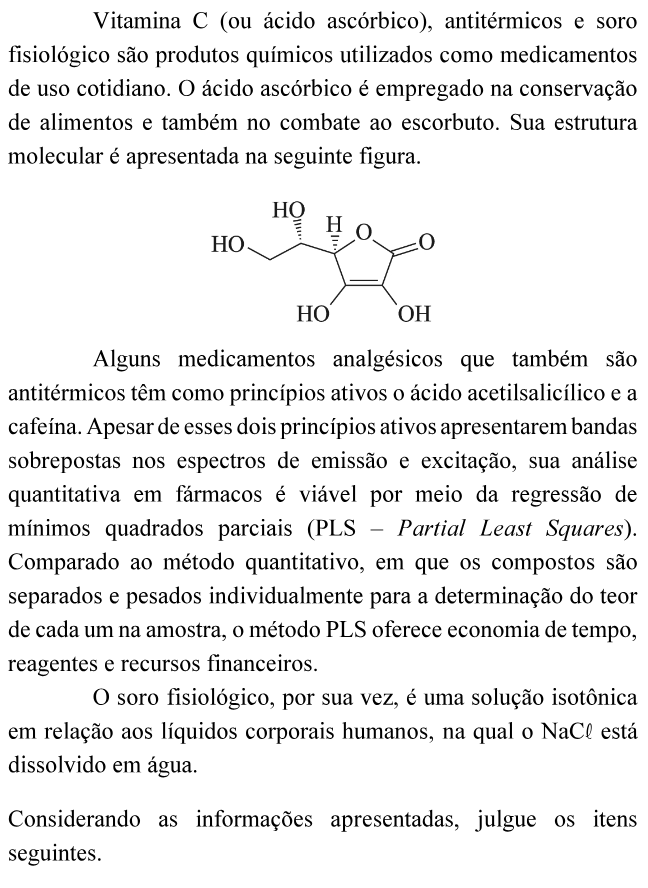 Vitamina C (ou ácido ascórbico), antitérmicos e soro
fisiológico são produtos químicos utilizados como medicamentos
de uso cotidiano. O ácido ascórbico é empregado na conservação
de alimentos e também no combate ao escorbuto. Sua estrutura
molecular é apresentada na seguinte figura.
HO
H
HO
O
O
HO
OH
Alguns medicamentos analgésicos que também são
antitérmicos têm como princípios ativos o ácido acetilsalicílico e a
cafeína. Apesar de esses dois princípios ativos apresentarem bandas
sobrepostas nos espectros de emissão e excitação, sua análise
quantitativa em fármacos é viável por meio da regressão de
mínimos quadrados parciais (PLS – Partial Least Squares).
Comparado ao método quantitativo, em que os compostos são
separados e pesados individualmente para a determinação do teor
de cada um na amostra, o método PLS oferece economia de tempo,
reagentes e recursos financeiros.
O soro fisiológico, por sua vez, é uma solução isotônica
em relação aos líquidos corporais humanos, na qual o NaCℓ está
dissolvido em água.
Considerando as informações apresentadas, julgue os itens
seguintes.